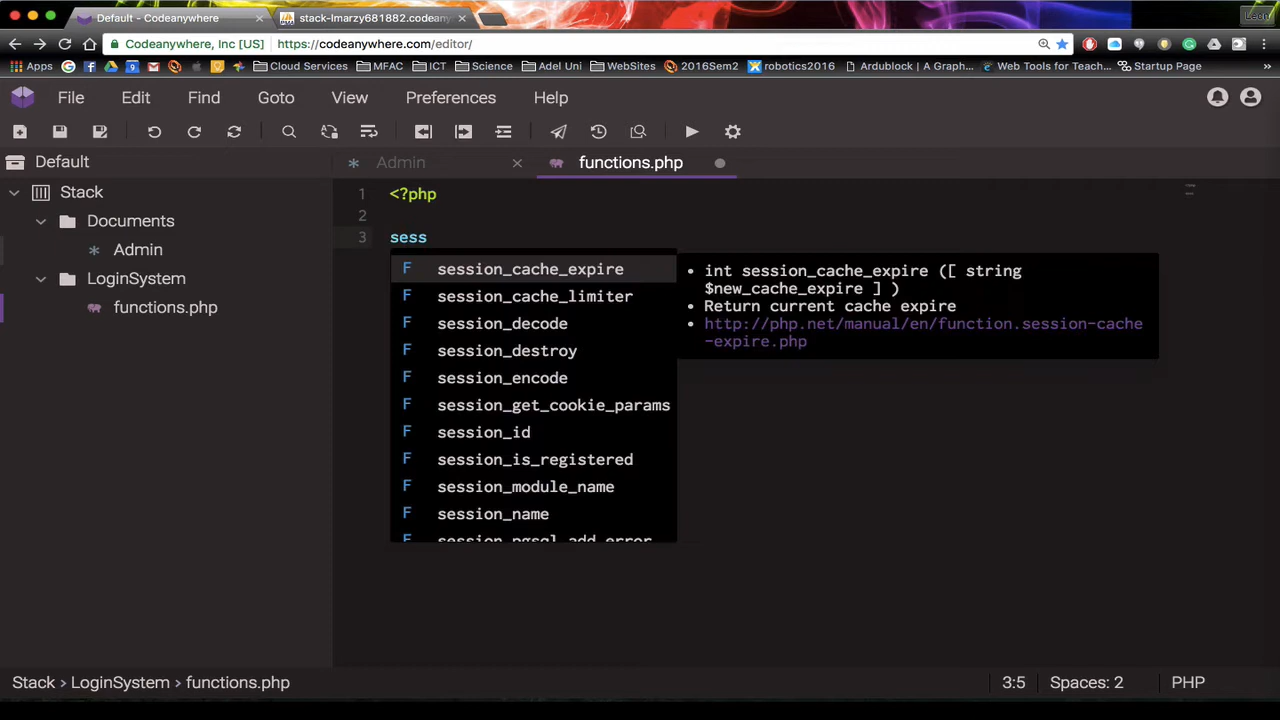 Default - Codeanywhere
stack-lmarzy681882.codeany
Leon
Codeanywhere, Inc [US]
https://codeanywhere.com/editor/
Apps
Cloud Services
MFAC
ICT
Science
Adel Uni
WebSites
2016Sem2
robotics2016
Ardublock | A Graph...
Web Tools for Teach...
Startup Page
»
File Edit Find Goto View Preferences Help
Default
Admin
functions.php
Stack
Documents
Admin
LoginSystem
functions.php
1 <?php
2
3 sess
F session_cache_expire
F session_cache_limiter
F session_decode
F session_destroy
F session_encode
F session_get_cookie_params
F session_id
F session_is_registered
F session_module_name
F session_name
F session_pgsql_add_error
• int session_cache_expire ([ string
$new_cache_expire ] )
• Return current cache expire
• http://php.net/manual/en/function.session-cache
-expire.php
Stack > LoginSystem > functions.php
3:5
Spaces: 2
PHP